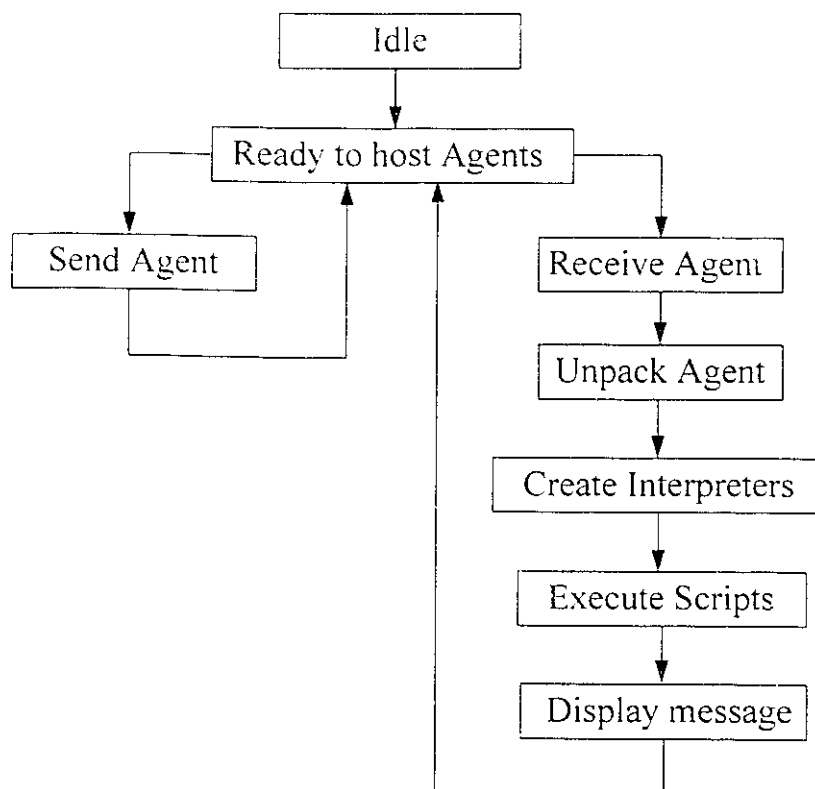 Idle
Ready to host Agents
Send Agent
Receive Agent
Unpack Agent
Create Interpreters
Execute Scripts
Display message